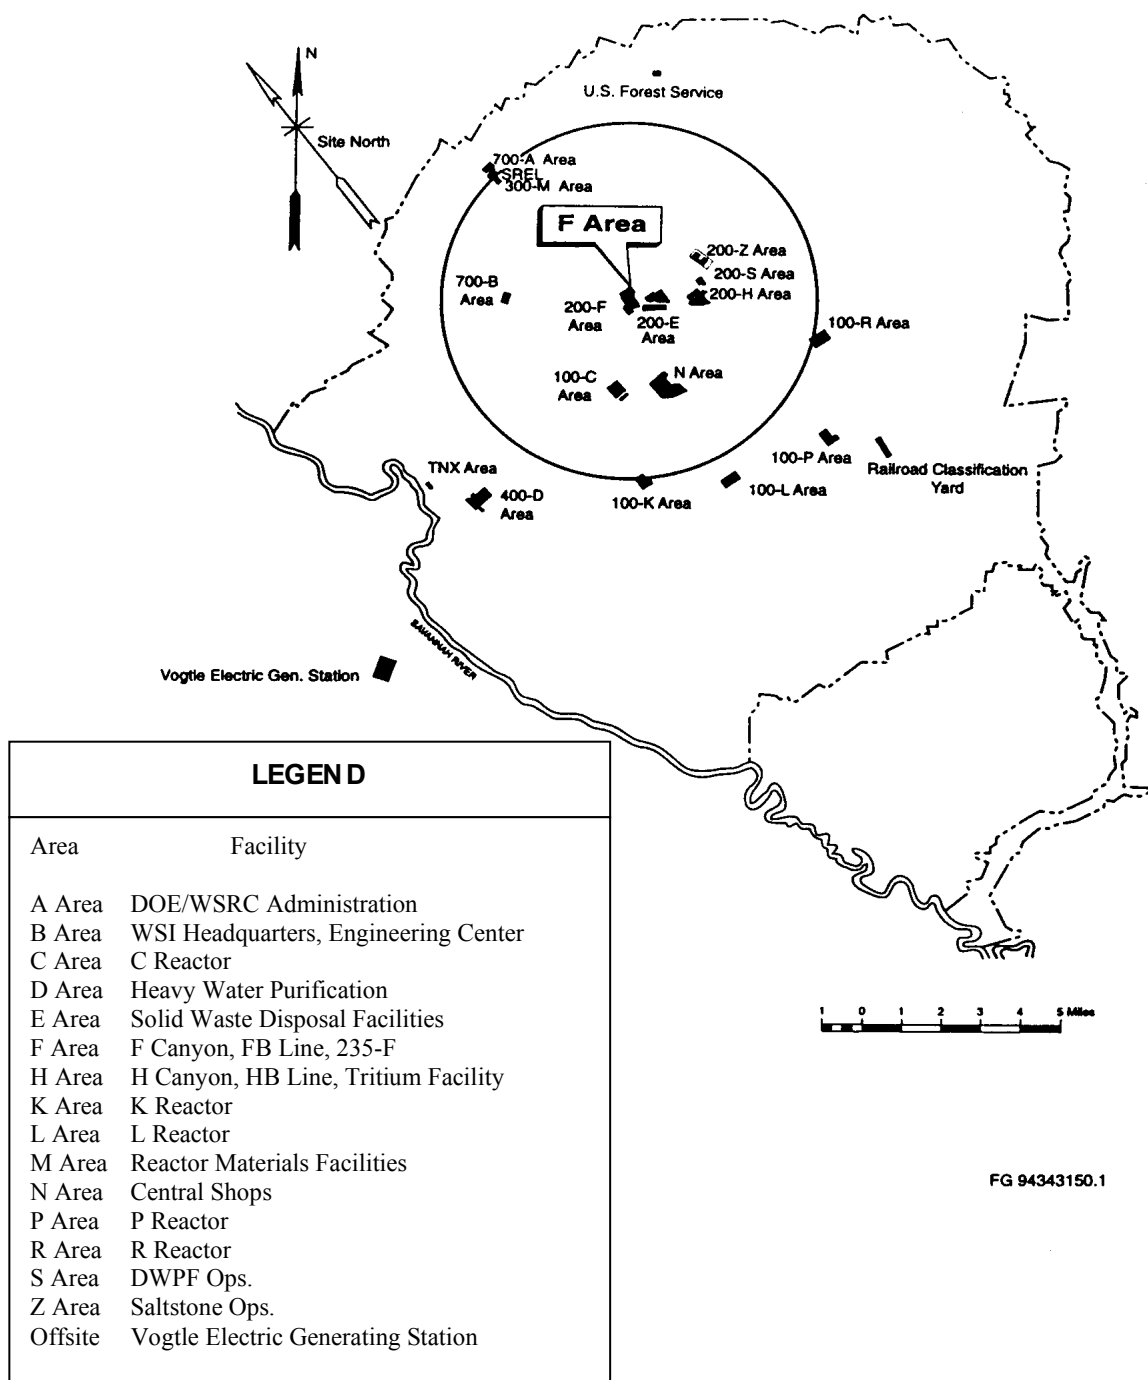 N
Site North
U.S. Forest Service
700-A Area
SREL
300-M Area
F Area
200-Z Area
200-S Area
200-H Area
700-B
Area
200-F
Area
200-E
Area
100-R Area
100-C
Area
N Area
100-P Area
Railroad Classification
Yard
TNX Area
400-D
Area
100-K Area
100-L Area
SAVANNAH RIVER
Vogtle Electric Gen. Station
LEGEND
Area Facility
A Area DOE/WSRC Administration
B Area WSI Headquarters, Engineering Center
C Area C Reactor
D Area Heavy Water Purification
E Area Solid Waste Disposal Facilities
F Area F Canyon, FB Line, 235-F
H Area H Canyon, HB Line, Tritium Facility
K Area K Reactor
L Area L Reactor
M Area Reactor Materials Facilities
N Area Central Shops
P Area P Reactor
R Area R Reactor
S Area DWPF Ops.
Z Area Saltstone Ops.
Offsite Vogtle Electric Generating Station
1 0 1 2 3 4 5 Miles
FG 94343150.1